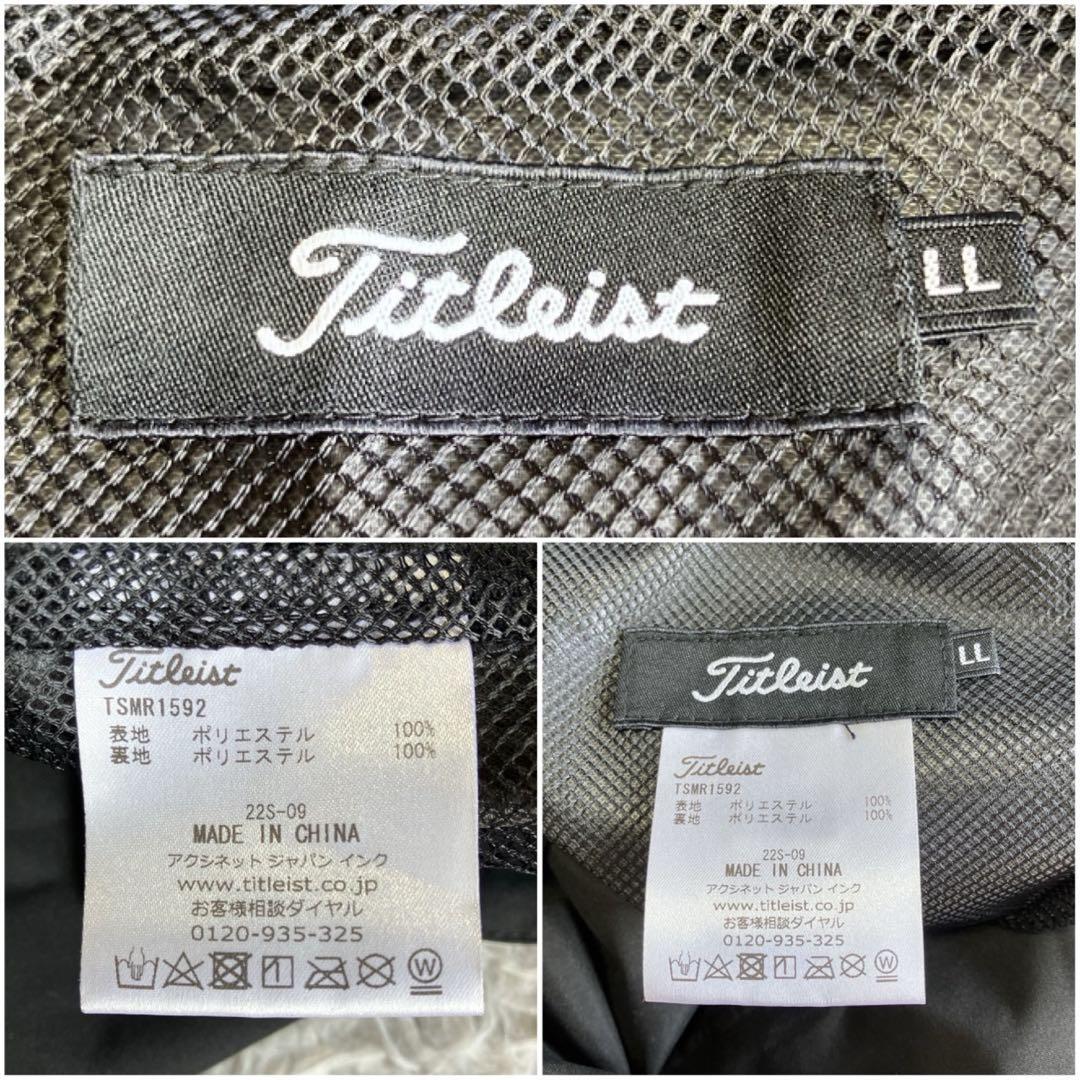 Titleist
LL
Titleist
TSMR1592
表地 ポリエステル 100%
裏地 ポリエステル 100%
22S-09
MADE IN CHINA
アクシネット ジャパン インク
www.titleist.co.jp
お客様相談ダイヤル
0120-935-325
W
Titleist
LL
Titleist
TSMR1592
表地 ポリエステル 100%
裏地 ポリエステル 100%
22S-09
MADE IN CHINA
アクシネット ジャパン インク
www.titleist.co.jp
お客様相談ダイヤル
0120-935-325
W